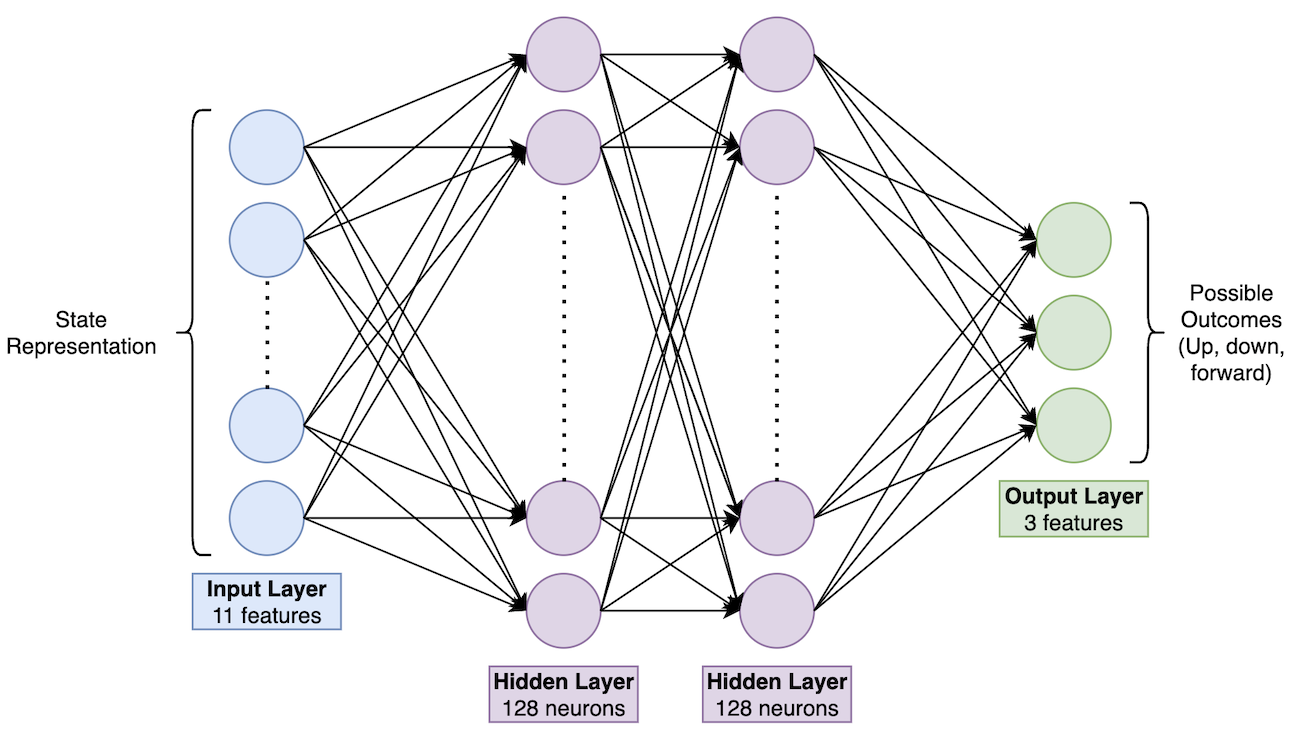 State
Representation
Input Layer
11 features
Hidden Layer
128 neurons
Hidden Layer
128 neurons
Output Layer
3 features
Possible
Outcomes
(Up, down,
forward)